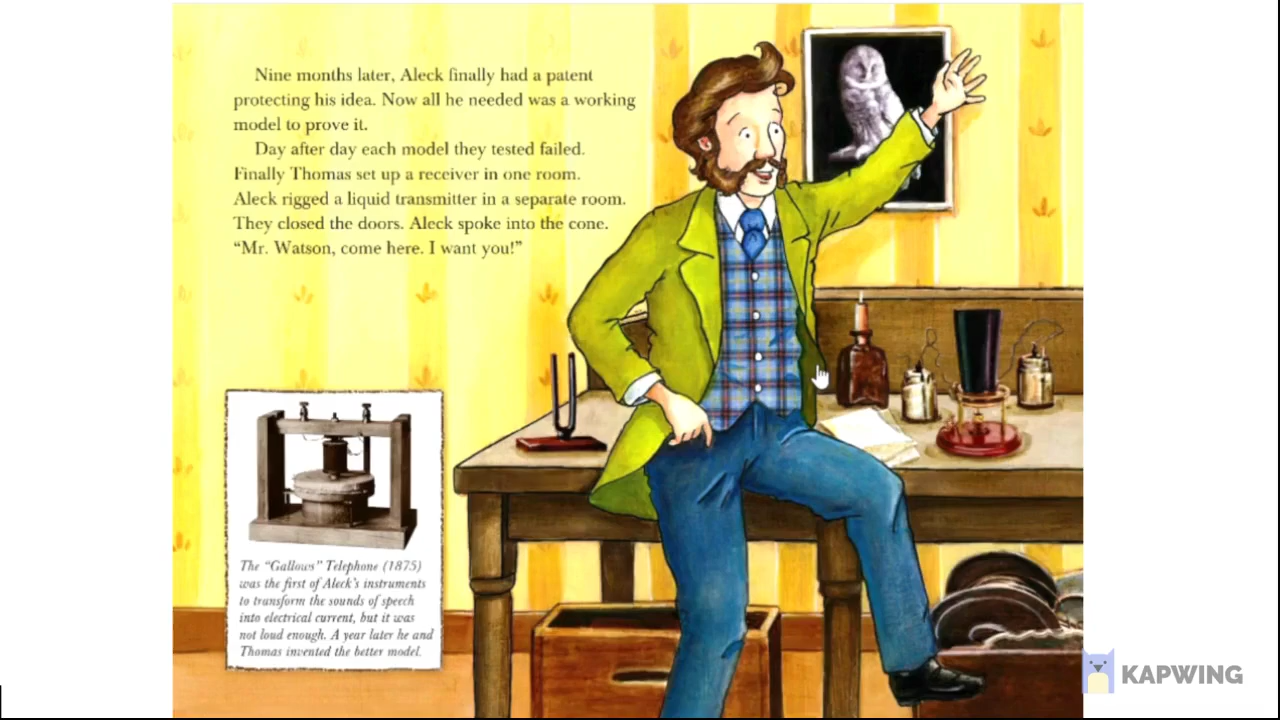 Nine months later, Aleck finally had a patent
protecting his idea. Now all he needed was a working
model to prove it.
Day after day each model they tested failed.
Finally Thomas set up a receiver in one room.
Aleck rigged a liquid transmitter in a separate room.
They closed the doors. Aleck spoke into the cone.
“Mr. Watson, come here. I want you!”
The “Gallows” Telephone (1875)
was the first of Aleck’s instruments
to transform the sounds of speech
into electrical current, but it was
not loud enough. A year later he and
Thomas invented the better model.
KAPWING